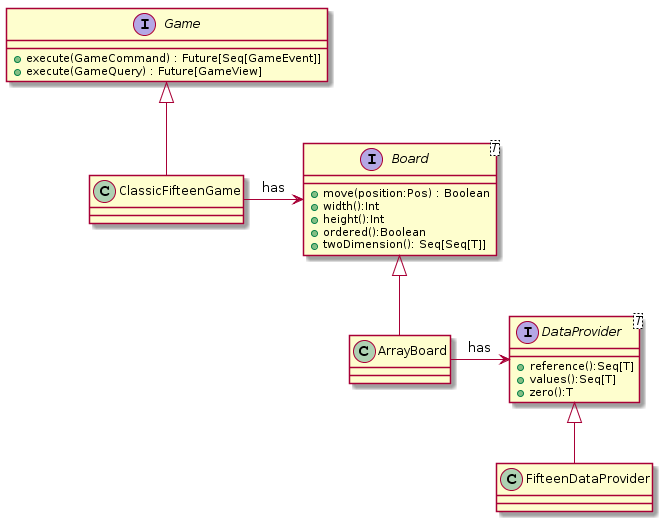 I Game
execute(GameCommand) : Future[Seq[GameEvent]]
execute(GameQuery) : Future[GameView]
I Board T
move(position:Pos) : Boolean
width():Int
height():Int
ordered():Boolean
twoDimension(): Seq[Seq[T]]
C ClassicFifteenGame
has
I DataProvider T
reference():Seq[T]
values():Seq[T]
zero():T
C ArrayBoard
has
C FifteenDataProvider